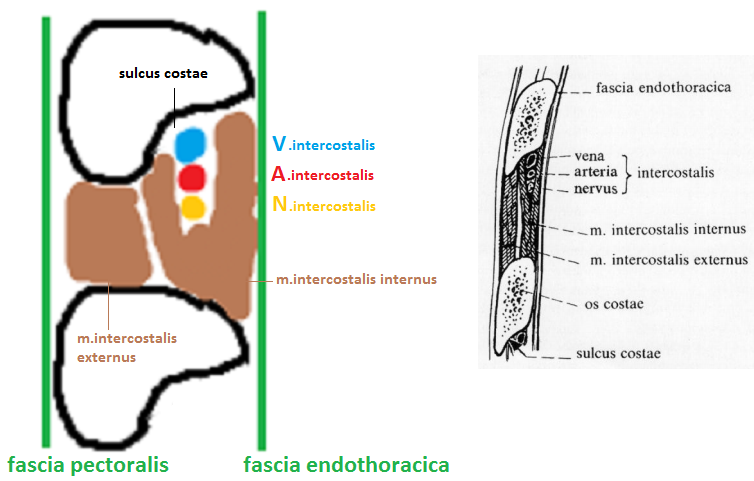 sulcus costae
V.intercostalis
A.intercostalis
N.intercostalis
m.intercostalis internus
m.intercostalis
externus
fascia pectoralis
fascia endothoracica
fascia endothoracica
vena
arteria
nervus
intercostalis
m. intercostalis internus
m. intercostalis externus
os costae
sulcus costae